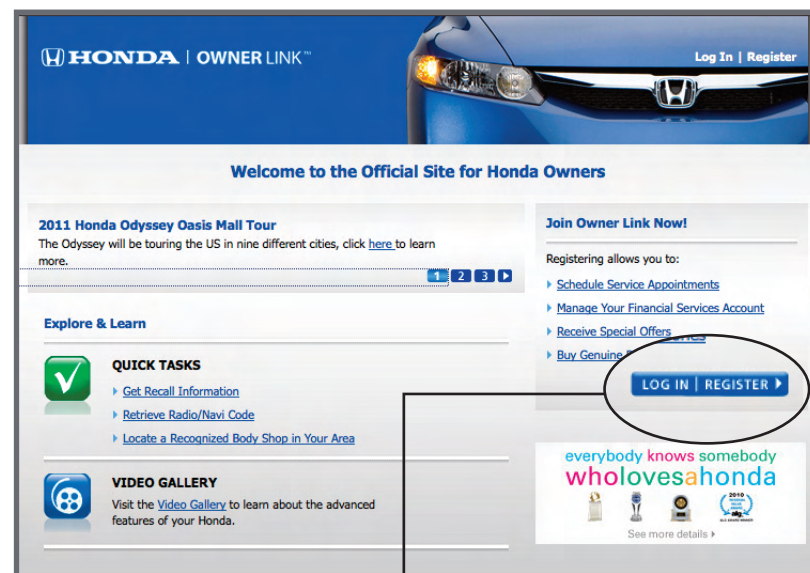 HONDA | OWNER LINK™
Log In | Register
Welcome to the Official Site for Honda Owners
2011 Honda Odyssey Oasis Mall Tour
The Odyssey will be touring the US in nine different cities, click here to learn
more.
1 2 3
Explore & Learn
QUICK TASKS
Get Recall Information
Retrieve Radio/Navi Code
Locate a Recognized Body Shop in Your Area
VIDEO GALLERY
Visit the Video Gallery to learn about the advanced
features of your Honda.
Join Owner Link Now!
Registering allows you to:
Schedule Service Appointments
Manage Your Financial Services Account
Receive Special Offers
Buy Genuine
LOG IN | REGISTER
everybody knows somebody
wholovesahonda
2010
alg
See more details